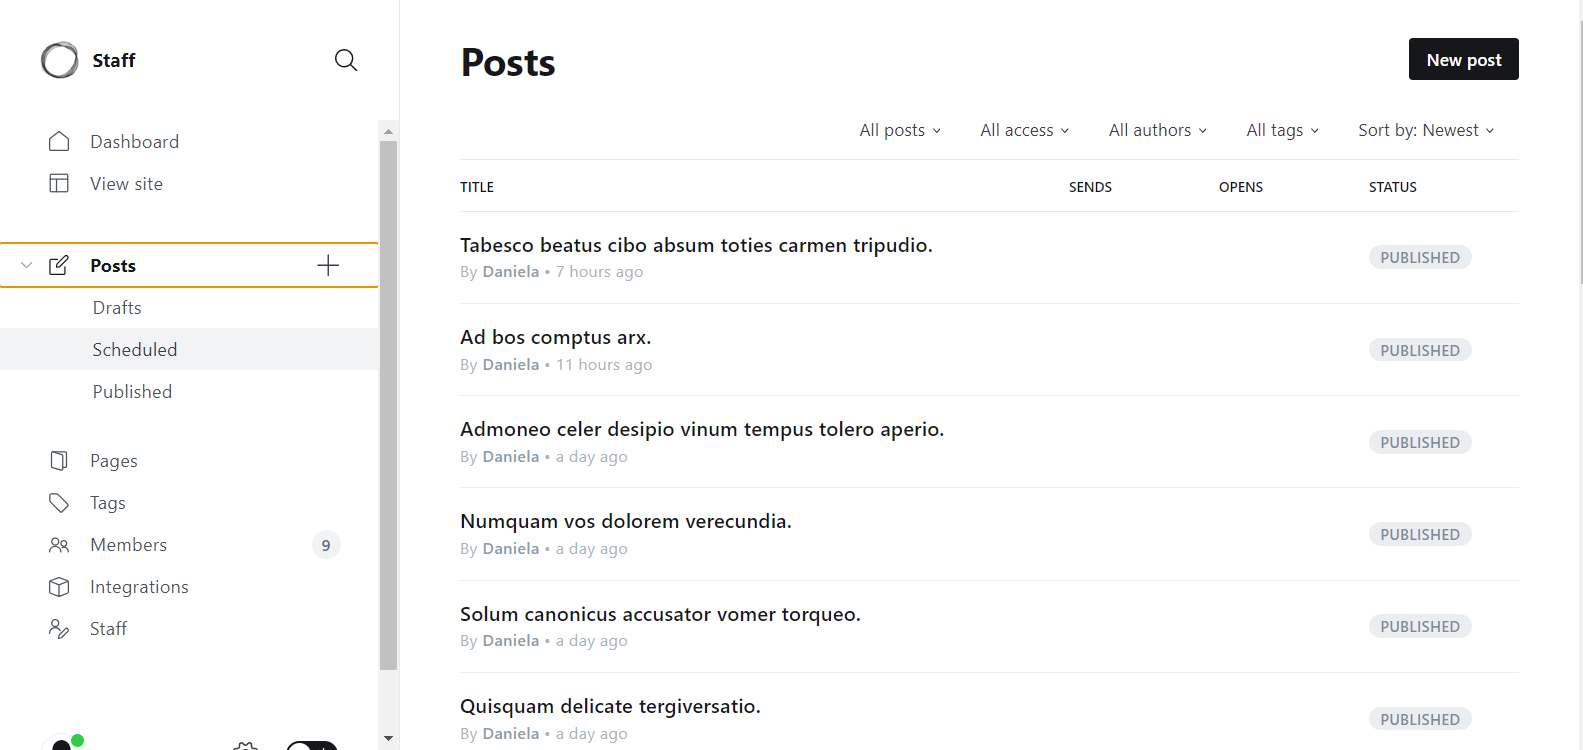 Staff
Dashboard
View site
Posts
Drafts
Scheduled
Published
Pages
Tags
Members 9
Integrations
Staff
Posts
New post
All posts All access All authors All tags Sort by: Newest
TITLE SENDS OPENS STATUS
Tabesco beatus cibo absum toties carmen tripudio.
By Daniela • 7 hours ago
PUBLISHED
Ad bos comptus arx.
By Daniela • 11 hours ago
PUBLISHED
Admoneo celer desipio vinum tempus tolero aperio.
By Daniela • a day ago
PUBLISHED
Numquam vos dolorem verecundia.
By Daniela • a day ago
PUBLISHED
Solum canonicus accusator vomer torqueo.
By Daniela • a day ago
PUBLISHED
Quisquam delicate tergiversatio.
By Daniela • a day ago
PUBLISHED